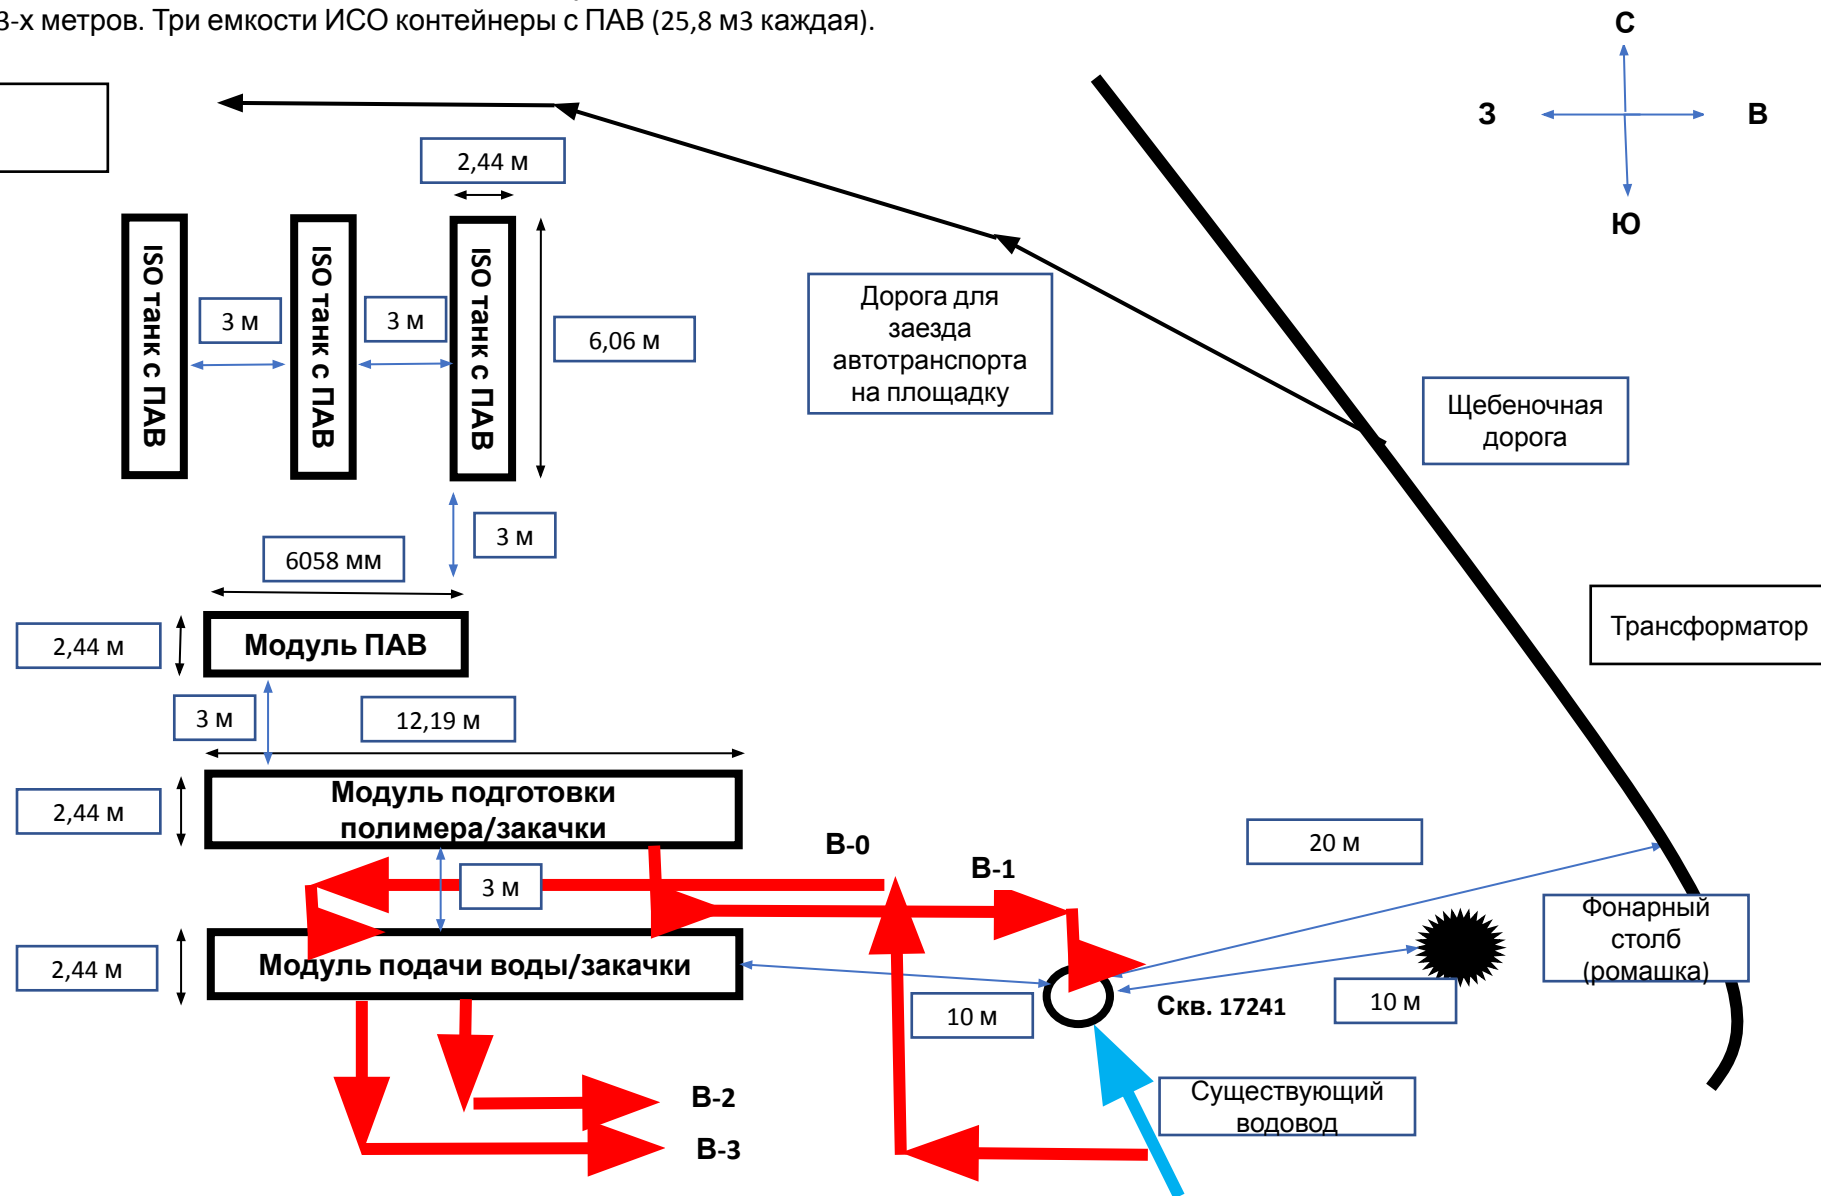 3-х метров. Три емкости ИСО контейнеры с ПАВ (25,8 м3 каждая).
С
З
В
Ю
2,44 м
ISO танк с ПАВ
3 м
ISO танк с ПАВ
3 м
ISO танк с ПАВ
6,06 м
Дорога для
заезда
автотранспорта
на площадку
Щебеночная
дорога
3 м
6058 мм
2,44 м
Модуль ПАВ
Трансформатор
3 м
12,19 м
2,44 м
Модуль подготовки
полимера/закачки
В-0
В-1
20 м
3 м
2,44 м
Модуль подачи воды/закачки
10 м
Скв. 17241
10 м
Фонарный
столб
(ромашка)
В-2
В-3
Существующий
водовод